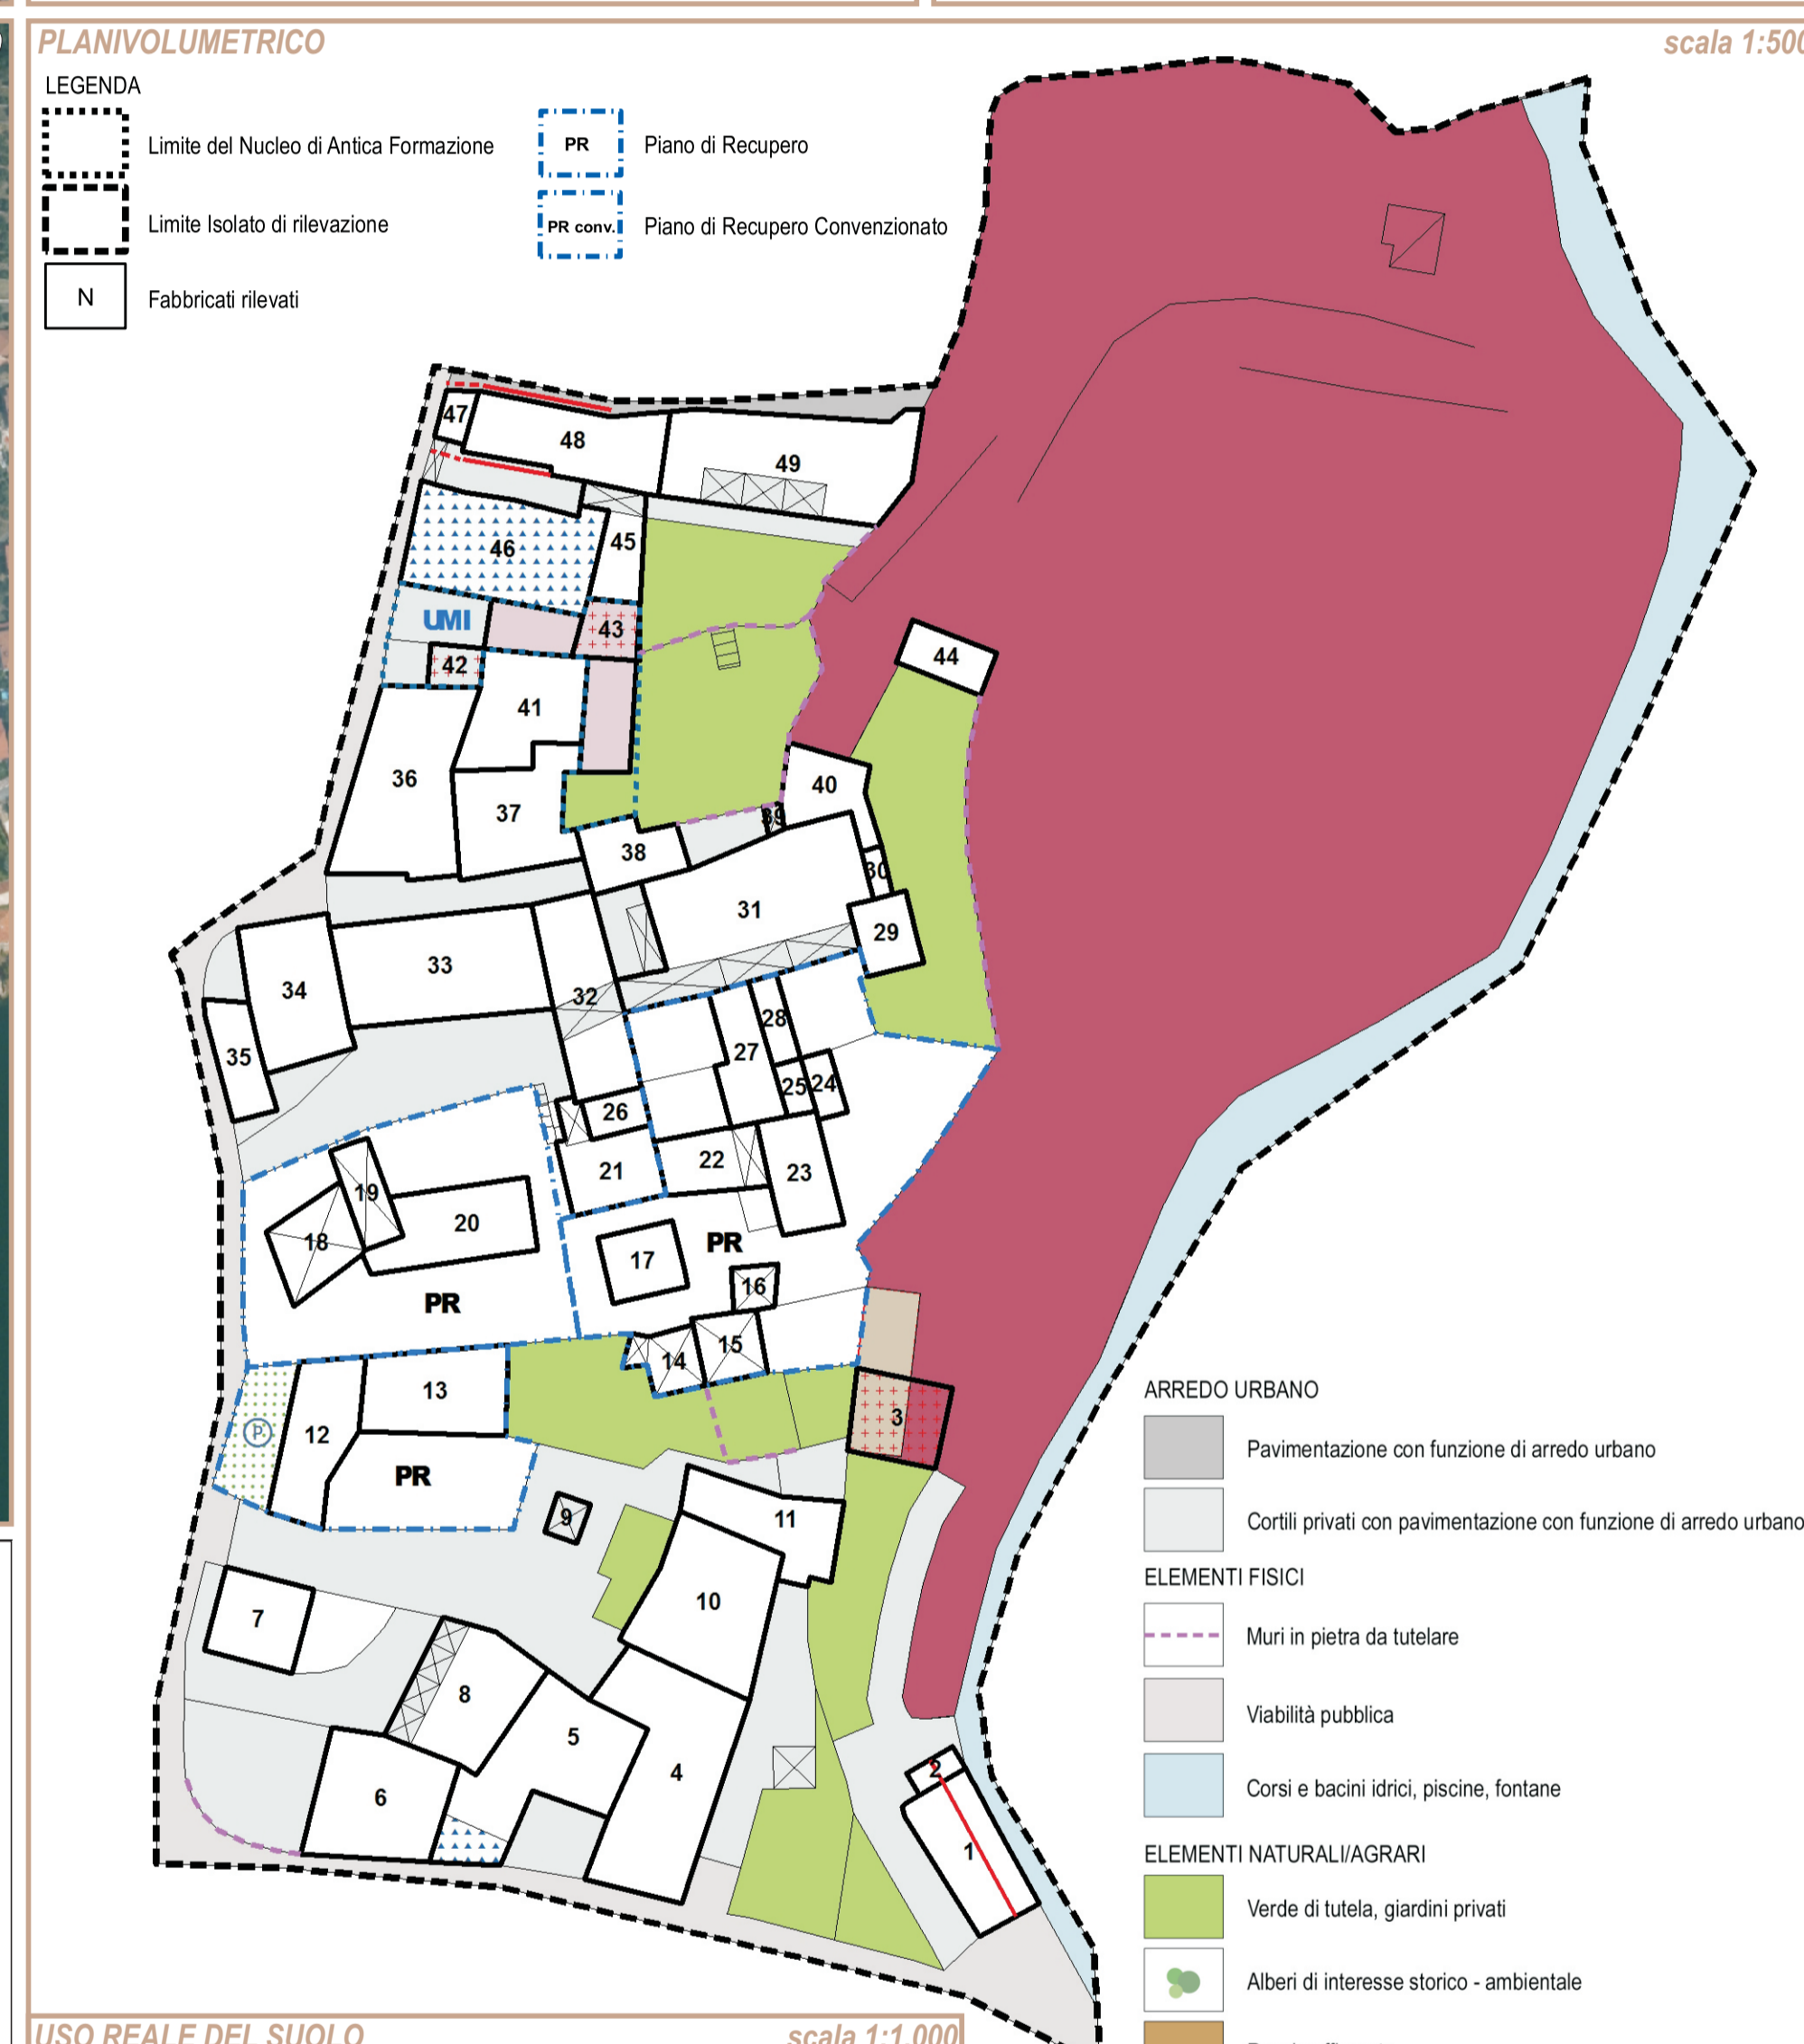 PLANIVOLUMETRICO
scala 1:500
LEGENDA
Limite del Nucleo di Antica Formazione
PR
Piano di Recupero
Limite Isolato di rilevazione
PR conv.
Piano di Recupero Convenzionato
N
Fabbricati rilevati
47
48
49
46
45
UMI
43
42
44
41
36
40
37
39
38
30
31
29
33
34
32
28
35
27
25
24
26
21
22
23
19
20
18
17
PR
16
PR
15
14
13
12
P
3
PR
9
11
10
7
8
5
4
6
2
1
ARREDO URBANO
Pavimentazione con funzione di arredo urbano
Cortili privati con pavimentazione con funzione di arredo urbano
ELEMENTI FISICI
Muri in pietra da tutelare
Viabilità pubblica
Corsi e bacini idrici, piscine, fontane
ELEMENTI NATURALI/AGRARI
Verde di tutela, giardini privati
Alberi di interesse storico - ambientale
USO REALE DEL SUOLO
scala 1:1.000